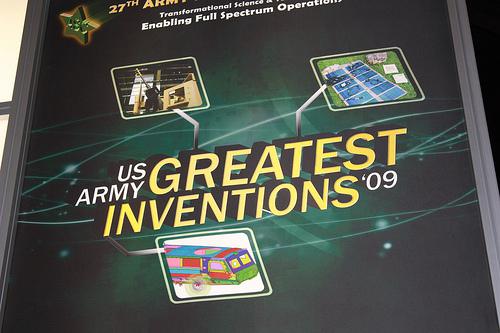 27TH ARMY
Transformational Science &
Enabling Full Spectrum Operations
US ARMY
GREATEST
INVENTIONS '09